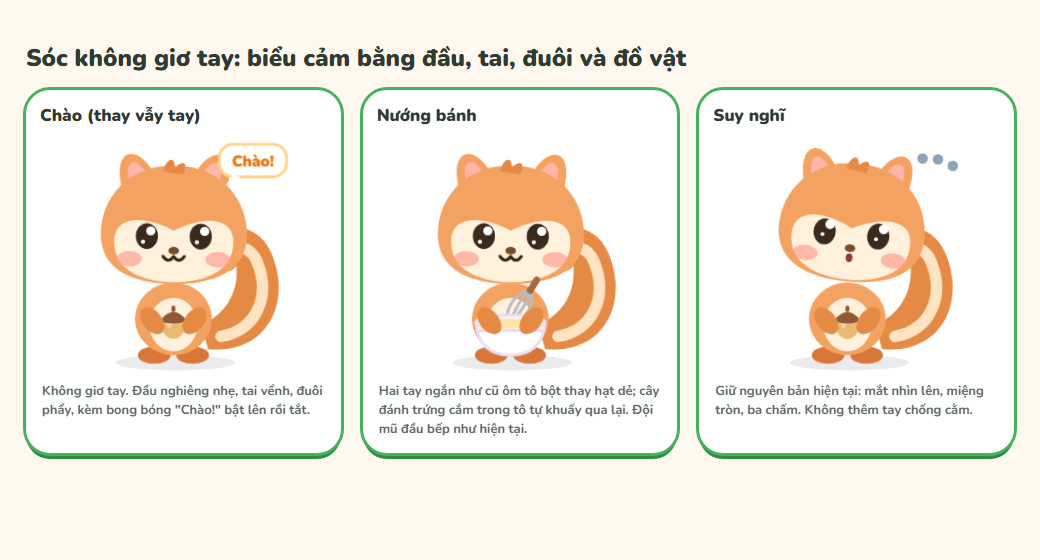 Sóc không giơ tay: biểu cảm bằng đầu, tai, đuôi và đồ vật
Chào (thay vẫy tay)
Chào!
Không giơ tay. Đầu nghiêng nhẹ, tai vểnh, đuôi
phẩy, kèm bong bóng "Chào!" bật lên rồi tắt.
Nướng bánh
Hai tay ngắn như cũ ôm tô bột thay hạt dẻ; cây
đánh trứng cắm trong tô tự khuấy qua lại. Đội
mũ đầu bếp như hiện tại.
Suy nghĩ
Giữ nguyên bản hiện tại: mắt nhìn lên, miệng
tròn, ba chấm. Không thêm tay chống cằm.